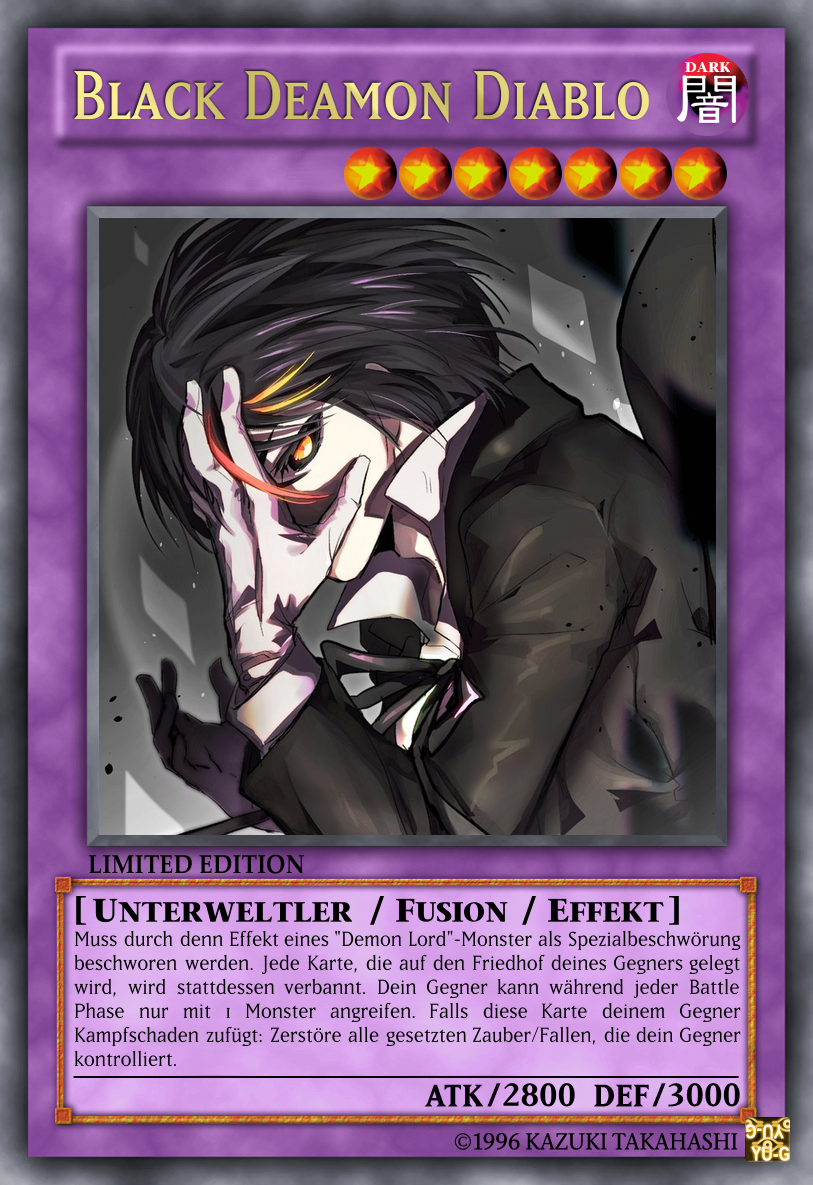 Black Deamon Diablo
DARK
闇
LIMITED EDITION
[ Unterweltler / Fusion / Effekt ]
Muss durch denn Effekt eines "Demon Lord"-Monster als Spezialbeschwörung
beschworen werden. Jede Karte, die auf den Friedhof deines Gegners gelegt
wird, wird stattdessen verbannt. Dein Gegner kann während jeder Battle
Phase nur mit 1 Monster angreifen. Falls diese Karte deinem Gegner
Kampfschaden zufügt: Zerstöre alle gesetzten Zauber/Fallen, die dein Gegner
kontrolliert.
ATK/2800 DEF/3000
©1996 KAZUKI TAKAHASHI